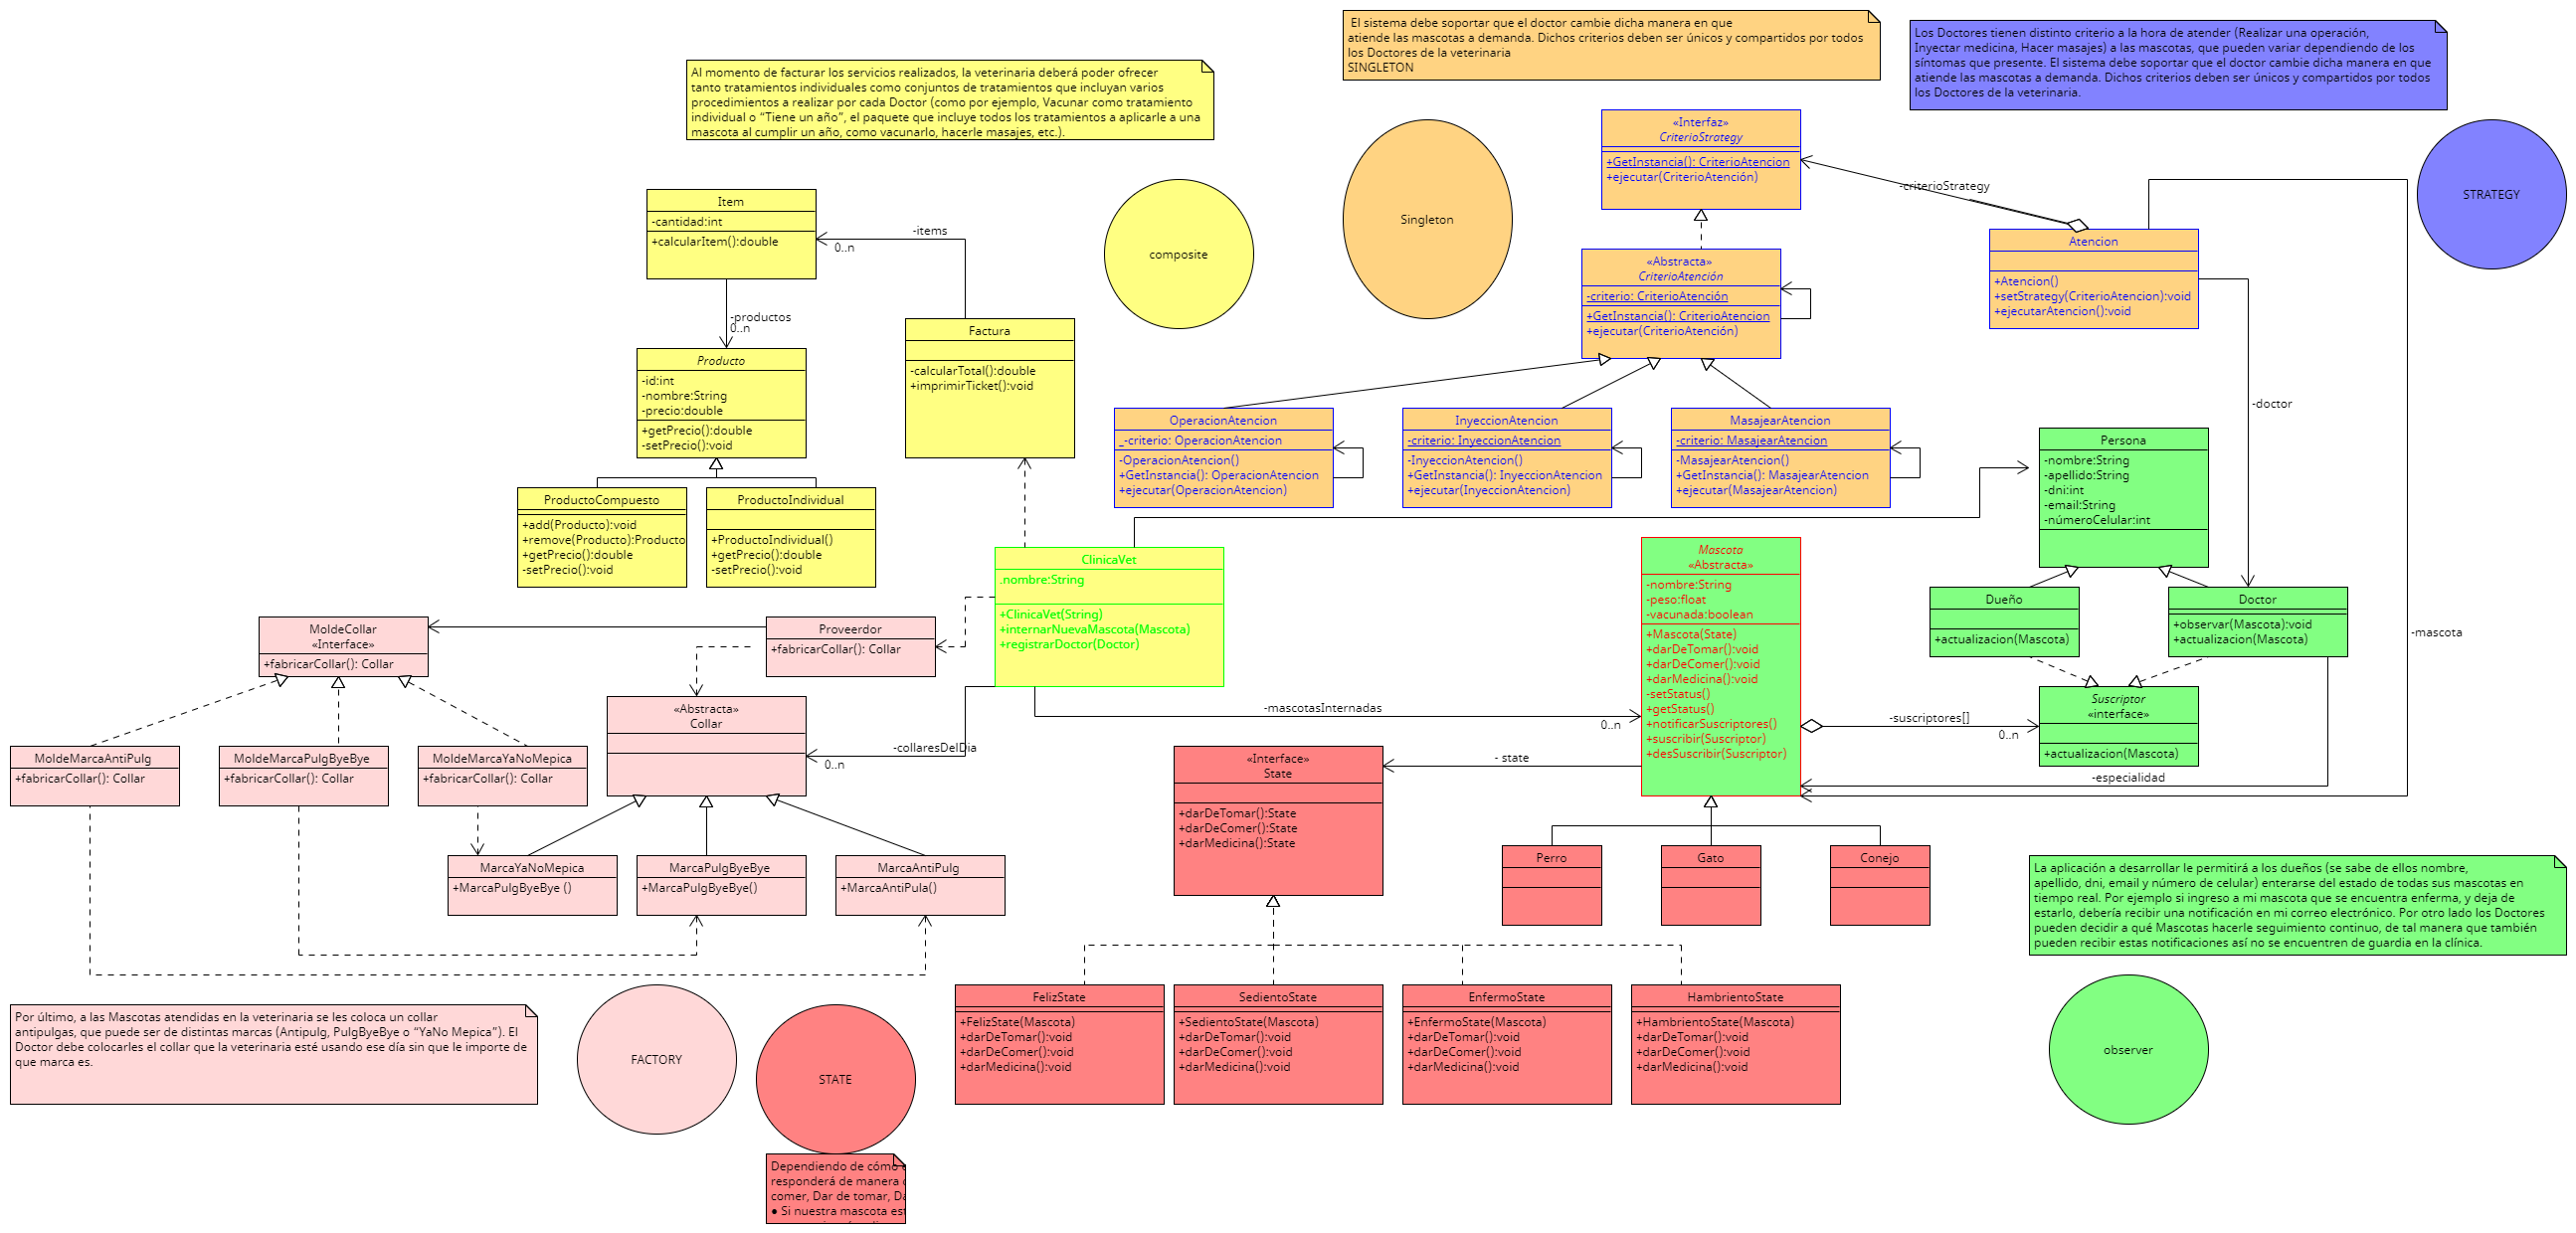 El sistema debe soportar que el doctor cambie dicha manera en que
atiende las mascotas a demanda. Dichos criterios deben ser únicos y compartidos por todos
los Doctores de la veterinaria
SINGLETON
Los Doctores tienen distinto criterio a la hora de atender (Realizar una operación,
Inyectar medicina, Hacer masajes) a las mascotas, que pueden variar dependiendo de los
síntomas que presente. El sistema debe soportar que el doctor cambie dicha manera en que
atiende las mascotas a demanda. Dichos criterios deben ser únicos y compartidos por todos
los Doctores de la veterinaria.
Al momento de facturar los servicios realizados, la veterinaria deberá poder ofrecer
tanto tratamientos individuales como conjuntos de tratamientos que incluyan varios
procedimientos a realizar por cada Doctor (como por ejemplo, Vacunar como tratamiento
individual o “Tiene un año”, el paquete que incluye todos los tratamientos a aplicarle a una
mascota al cumplir un año, como vacunarlo, hacerle masajes, etc.).
composite
Singleton
STRATEGY
«Interfaz»
CriterioStrategy
+GetInstancia(): CriterioAtencion
+ejecutar(CriterioAtención)
-criterioStrategy
Atencion
+Atencion()
+setStrategy(CriterioAtencion):void
+ejecutarAtencion():void
Item
-cantidad:int
+calcularItem():double
-items
0..n
-productos
0..n
Factura
-calcularTotal():double
+imprimirTicket():void
«Abstracta»
CriterioAtención
-criterio: CriterioAtención
+GetInstancia(): CriterioAtencion
+ejecutar(CriterioAtención)
Producto
-id:int
-nombre:String
-precio:double
+getPrecio():double
-setPrecio():void
ProductoCompuesto
+add(Producto):void
+remove(Producto):Producto
+getPrecio():double
-setPrecio():void
ProductoIndividual
+ProductoIndividual()
+getPrecio():double
-setPrecio():void
OperacionAtencion
_-criterio: OperacionAtencion
-OperacionAtencion()
+GetInstancia(): OperacionAtencion
+ejecutar(OperacionAtencion)
InyeccionAtencion
-criterio: InyeccionAtencion
-InyeccionAtencion()
+GetInstancia(): InyeccionAtencion
+ejecutar(InyeccionAtencion)
MasajearAtencion
-criterio: MasajearAtencion
-MasajearAtencion()
+GetInstancia(): MasajearAtencion
+ejecutar(MasajearAtencion)
-doctor
Persona
-nombre:String
-apellido:String
-dni:int
-email:String
-númeroCelular:int
ClinicaVet
.nombre:String
+ClinicaVet(String)
+internarNuevaMascota(Mascota)
+registrarDoctor(Doctor)
Mascota
«Abstracta»
-nombre:String
-peso:float
-vacunada:boolean
+Mascota(State)
+darDeTomar():void
+darDeComer():void
+darMedicina():void
-setStatus()
+getStatus()
+notificarSuscriptores()
+suscribir(Suscriptor)
+desSuscribir(Suscriptor)
Dueño
+actualizacion(Mascota)
Doctor
+observar(Mascota):void
+actualizacion(Mascota)
-mascota
Suscriptor
«interface»
+actualizacion(Mascota)
-suscriptores[]
0..n
-especialidad
-mascotasInternadas
0..n
MoldeCollar
«Interface»
+fabricarCollar(): Collar
Proveerdor
+fabricarCollar(): Collar
«Abstracta»
Collar
-collaresDelDia
0..n
MoldeMarcaAntiPulg
+fabricarCollar(): Collar
MoldeMarcaPulgByeBye
+fabricarCollar(): Collar
MoldeMarcaYaNoMepica
+fabricarCollar(): Collar
«Interface»
State
+darDeTomar():State
+darDeComer():State
+darMedicina():State
- state
MarcaYaNoMepica
+MarcaPulgByeBye ()
MarcaPulgByeBye
+MarcaPulgByeBye()
MarcaAntiPulg
+MarcaAntiPula()
Perro
Gato
Conejo
La aplicación a desarrollar le permitirá a los dueños (se sabe de ellos nombre,
apellido, dni, email y número de celular) enterarse del estado de todas sus mascotas en
tiempo real. Por ejemplo si ingreso a mi mascota que se encuentra enferma, y deja de
estarlo, debería recibir una notificación en mi correo electrónico. Por otro lado los Doctores
pueden decidir a qué Mascotas hacerle seguimiento continuo, de tal manera que también
pueden recibir estas notificaciones así no se encuentren de guardia en la clínica.
FelizState
+FelizState(Mascota)
+darDeTomar():void
+darDeComer():void
+darMedicina():void
SedientoState
+SedientoState(Mascota)
+darDeTomar():void
+darDeComer():void
+darMedicina():void
EnfermoState
+EnfermoState(Mascota)
+darDeTomar():void
+darDeComer():void
+darMedicina():void
HambrientoState
+HambrientoState(Mascota)
+darDeTomar():void
+darDeComer():void
+darMedicina():void
Por último, a las Mascotas atendidas en la veterinaria se les coloca un collar
antipulgas, que puede ser de distintas marcas (Antipulg, PulgByeBye o “YaNo Mepica”). El
Doctor debe colocarles el collar que la veterinaria esté usando ese día sin que le importe de
que marca es.
FACTORY
STATE
observer
Dependiendo de cómo
responderá de manera
comer, Dar de tomar,
● Si nuestra mascota